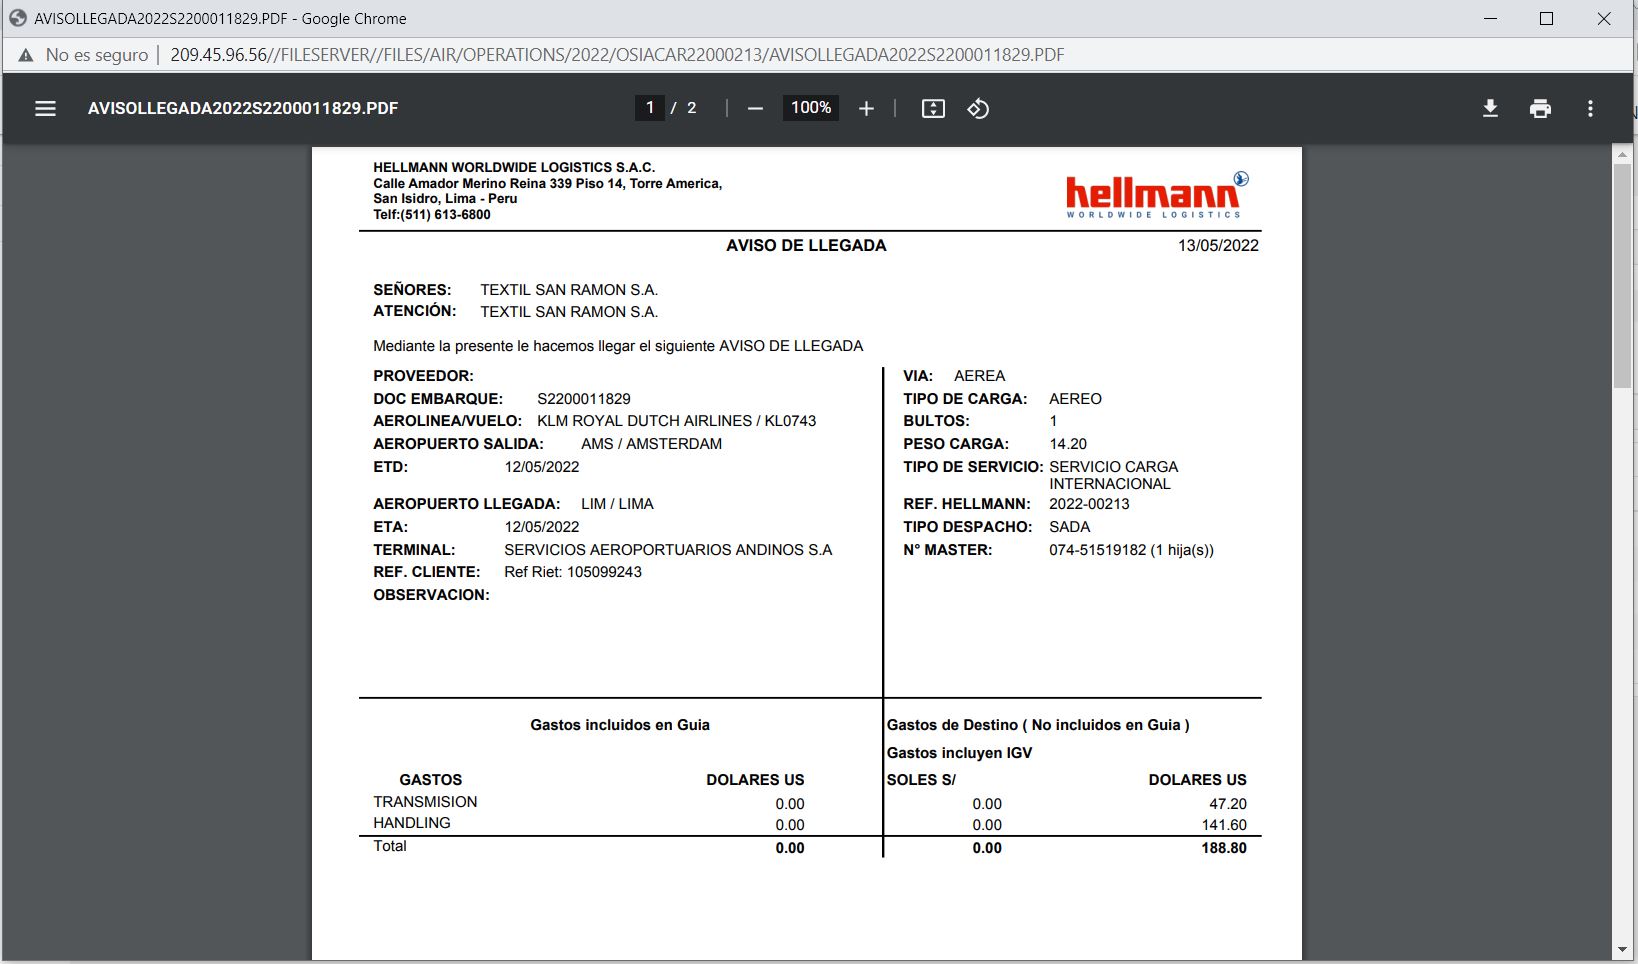 AVISOLLEGADA2022S2200011829.PDF - Google Chrome
No es seguro | 209.45.96.56//FILESERVER//FILES/AIR/OPERATIONS/2022/OSIACAR22000213/AVISOLLEGADA2022S2200011829.PDF
AVISOLLEGADA2022S2200011829.PDF 1 / 2 100%
HELLMANN WORLDWIDE LOGISTICS S.A.C.
Calle Amador Merino Reina 339 Piso 14, Torre America,
San Isidro, Lima - Peru
Telf:(511) 613-6800
hellmann
WORLDWIDE LOGISTICS
AVISO DE LLEGADA 13/05/2022
SEÑORES: TEXTIL SAN RAMON S.A.
ATENCIÓN: TEXTIL SAN RAMON S.A.
Mediante la presente le hacemos llegar el siguiente AVISO DE LLEGADA
PROVEEDOR:
DOC EMBARQUE: S2200011829
AEROLINEA/VUELO: KLM ROYAL DUTCH AIRLINES / KL0743
AEROPUERTO SALIDA: AMS / AMSTERDAM
ETD: 12/05/2022
AEROPUERTO LLEGADA: LIM / LIMA
ETA: 12/05/2022
TERMINAL: SERVICIOS AEROPORTUARIOS ANDINOS S.A
REF. CLIENTE: Ref Riet: 105099243
OBSERVACION:
VIA: AEREA
TIPO DE CARGA: AEREO
BULTOS: 1
PESO CARGA: 14.20
TIPO DE SERVICIO: SERVICIO CARGA
INTERNACIONAL
REF. HELLMANN: 2022-00213
TIPO DESPACHO: SADA
N° MASTER: 074-51519182 (1 hija(s))
Gastos incluidos en Guia Gastos de Destino ( No incluidos en Guia )
Gastos incluyen IGV
GASTOS DOLARES US SOLES S/ DOLARES US
TRANSMISION 0.00 0.00 47.20
HANDLING 0.00 0.00 141.60
Total 0.00 0.00 188.80